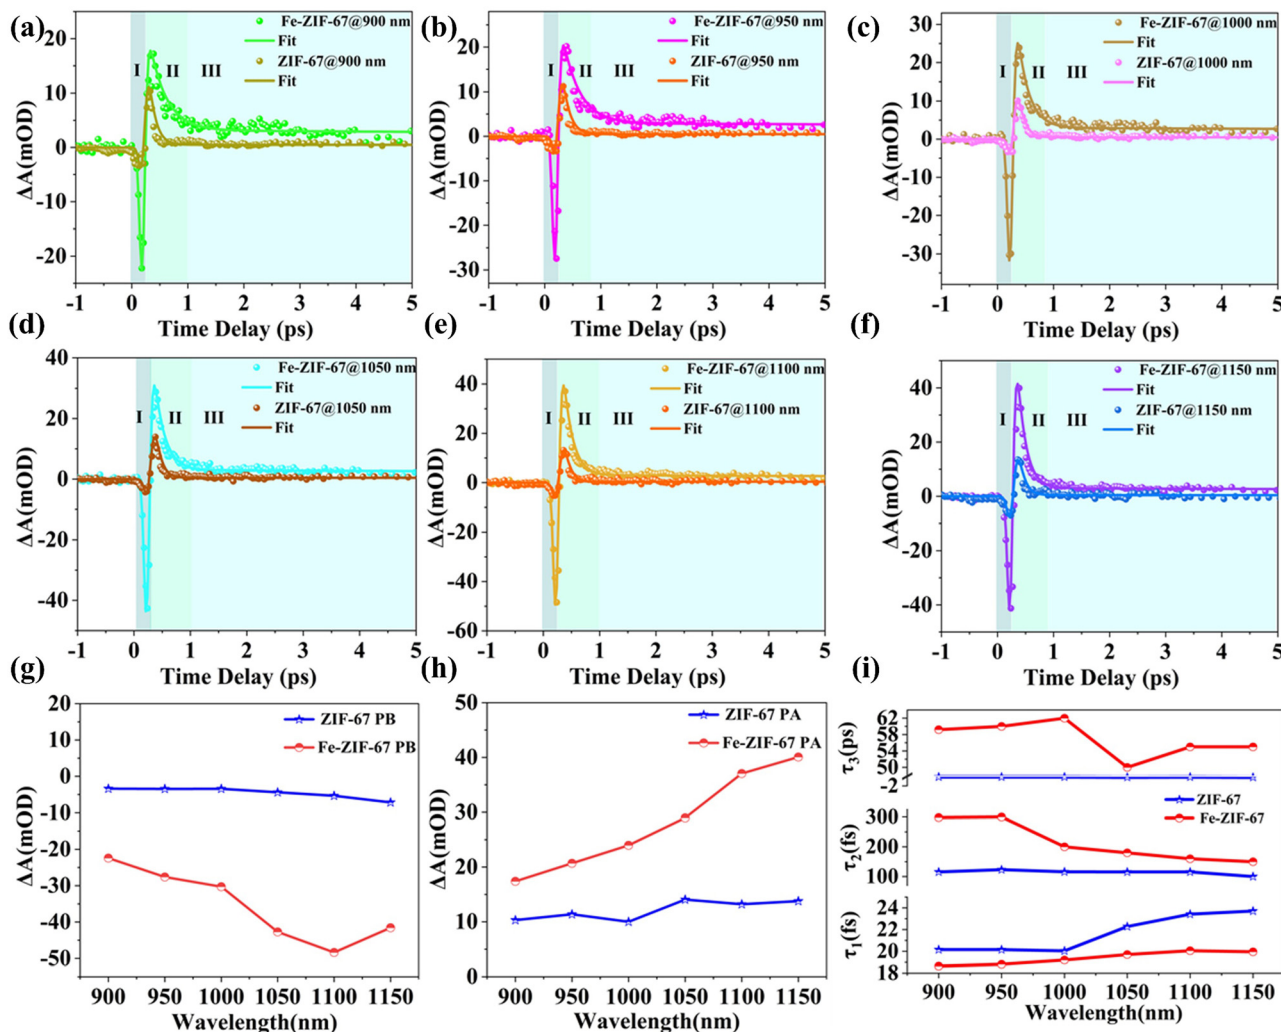 (a)
Fe-ZIF-67@900 nm
Fit
ZIF-67@900 nm
Fit
I II III
ΔA(mOD)
20
10
0
-10
-20
-1 0 1 2 3 4 5
Time Delay (ps)
(b)
Fe-ZIF-67@950 nm
Fit
ZIF-67@950 nm
Fit
I II III
ΔA(mOD)
20
10
0
-10
-20
-30
-1 0 1 2 3 4 5
Time Delay (ps)
(c)
Fe-ZIF-67@1000 nm
Fit
ZIF-67@1000 nm
Fit
I II III
ΔA(mOD)
30
20
10
0
-10
-20
-30
-1 0 1 2 3 4 5
Time Delay (ps)
(d)
Fe-ZIF-67@1050 nm
Fit
ZIF-67@1050 nm
Fit
I II III
ΔA(mOD)
40
20
0
-20
-40
-1 0 1 2 3 4 5
Time Delay (ps)
(e)
Fe-ZIF-67@1100 nm
Fit
ZIF-67@1100 nm
Fit
I II III
ΔA(mOD)
40
20
0
-20
-40
-60
-1 0 1 2 3 4 5
Time Delay (ps)
(f)
Fe-ZIF-67@1150 nm
Fit
ZIF-67@1150 nm
Fit
I II III
ΔA(mOD)
40
20
0
-20
-40
-1 0 1 2 3 4 5
Time Delay (ps)
(g)
ZIF-67 PB
Fe-ZIF-67 PB
ΔA(mOD)
20
10
0
-10
-20
-30
-40
-50
900 950 1000 1050 1100 1150
Wavelength(nm)
(h)
ZIF-67 PA
Fe-ZIF-67 PA
ΔA(mOD)
50
40
30
20
10
0
900 950 1000 1050 1100 1150
Wavelength(nm)
(i)
τ3(ps)
62
58
54
50
-2
ZIF-67
Fe-ZIF-67
τ2(fs)
300
200
100
τ1(fs)
24
22
20
18
900 950 1000 1050 1100 1150
Wavelength(nm)